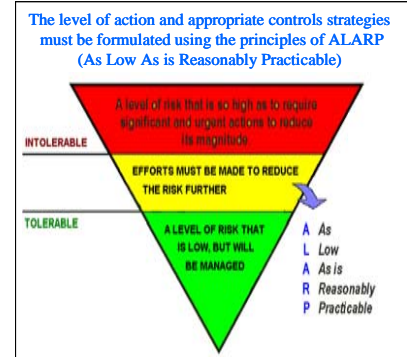 The level of action and appropriate controls strategies
must be formulated using the principles of ALARP
(As Low As is Reasonably Practicable)
A level of risk that is so high as to require
significant and urgent actions to reduce
its magnitude.
INTOLERABLE
EFFORTS MUST BE MADE TO REDUCE
THE RISK FURTHER
TOLERABLE
A LEVEL OF RISK THAT
IS LOW, BUT WILL
BE MANAGED
A As
L Low
A As is
R Reasonably
P Practicable